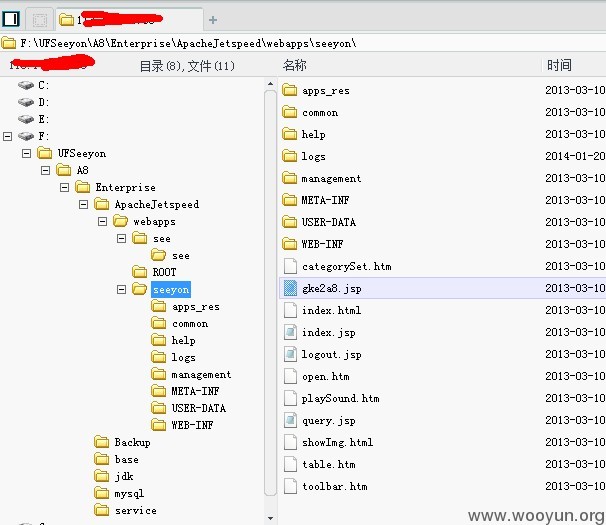 F:\UFSeeyon\A8\Enterprise\ApacheJetspeed\webapps\seeyon\
目录(8),文件(11)
名称
时间
C:
D:
E:
F:
UFSeeyon
A8
Enterprise
ApacheJetspeed
webapps
see
see
ROOT
seeyon
apps_res
common
help
logs
management
META-INF
USER-DATA
WEB-INF
Backup
base
jdk
mysql
service
apps_res 2013-03-10
common 2013-03-10
help 2013-03-10
logs 2014-01-20
management 2013-03-10
META-INF 2013-03-10
USER-DATA 2013-03-10
WEB-INF 2013-03-10
categorySet.htm 2013-03-10
gke2a8.jsp 2013-03-10
index.html 2013-03-10
index.jsp 2013-03-10
logout.jsp 2013-03-10
open.htm 2013-03-10
playSound.htm 2013-03-10
query.jsp 2013-03-10
showImg.html 2013-03-10
table.htm 2013-03-10
toolbar.htm 2013-03-10
www.wooyun.org